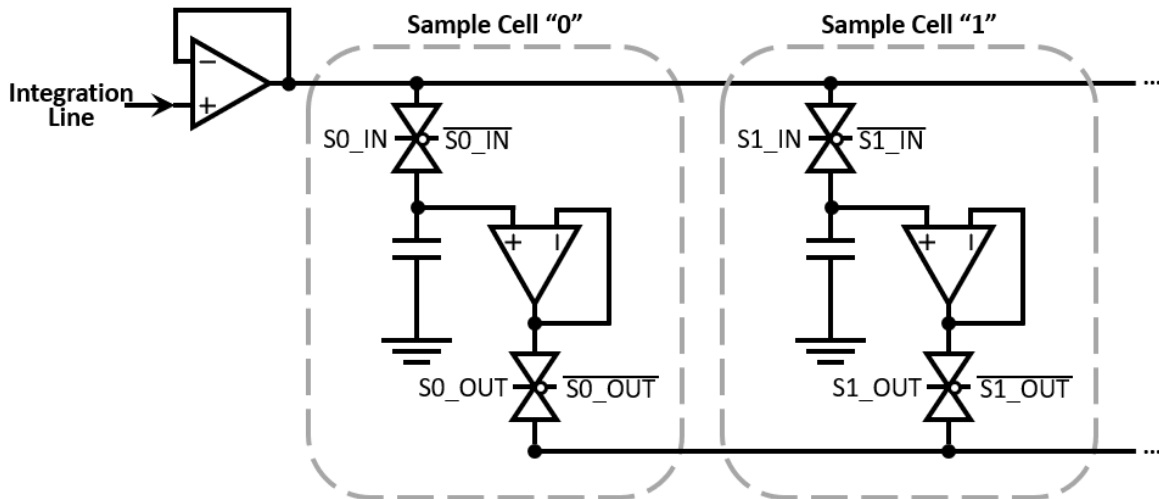 Sample Cell “0”
Sample Cell “1”
Integration
Line
−
+
...
S0_IN
S0_IN
S1_IN
S1_IN
+
−
+
−
S0_OUT
S0_OUT
S1_OUT
S1_OUT
...